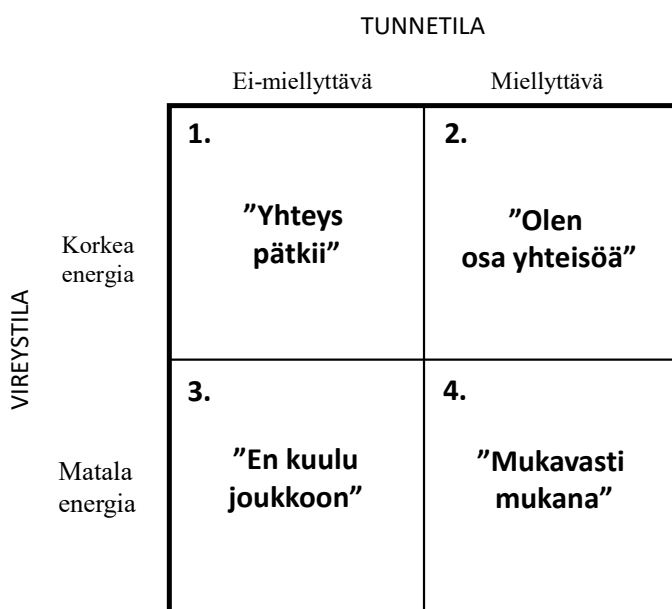 TUNNETILA
Ei-miellyttävä
Miellyttävä
VIREYSTILA
Korkea
energia
1.
”Yhteys
pätkii”
2.
”Olen
osa yhteisöä”
Matala
energia
3.
”En kuulu
joukkoon”
4.
”Mukavasti
mukana”